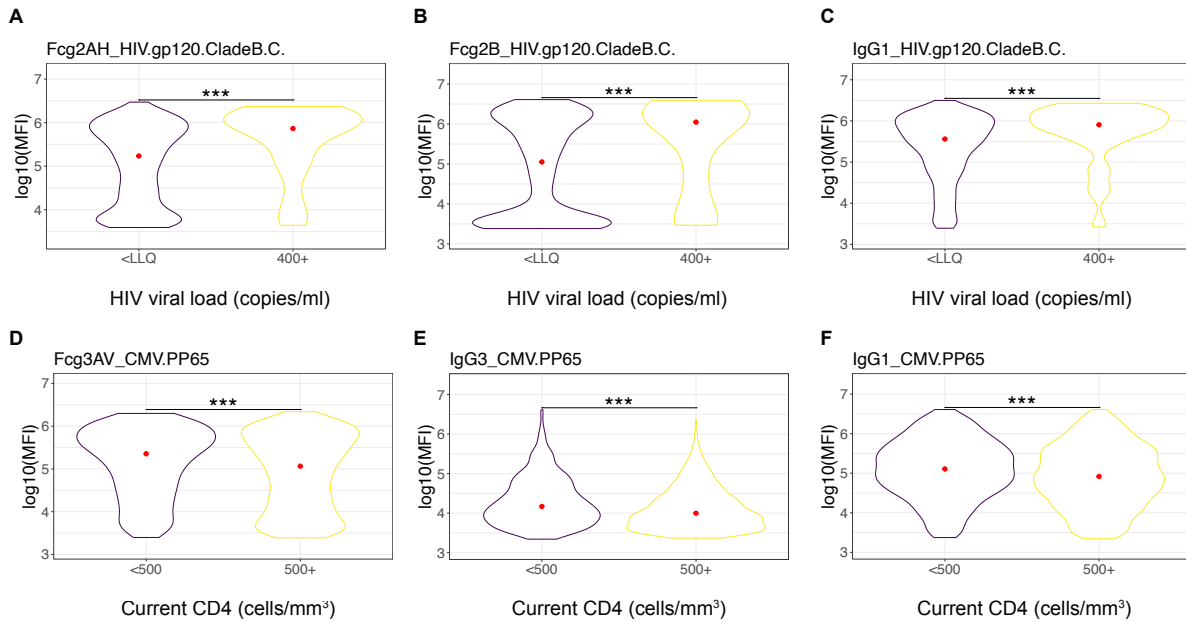 A
Fcg2AH_HIV.gp120.CladeB.C.
log10(MFI)
7
6
5
4
***
<LLQ
400+
HIV viral load (copies/ml)
B
Fcg2B_HIV.gp120.CladeB.C.
log10(MFI)
7
6
5
4
3
***
<LLQ
400+
HIV viral load (copies/ml)
C
IgG1_HIV.gp120.CladeB.C.
log10(MFI)
7
6
5
4
3
***
<LLQ
400+
HIV viral load (copies/ml)
D
Fcg3AV_CMV.PP65
log10(MFI)
7
6
5
4
3
***
<500
500+
Current CD4 (cells/mm³)
E
IgG3_CMV.PP65
log10(MFI)
7
6
5
4
3
***
<500
500+
Current CD4 (cells/mm³)
F
IgG1_CMV.PP65
log10(MFI)
7
6
5
4
3
***
<500
500+
Current CD4 (cells/mm³)